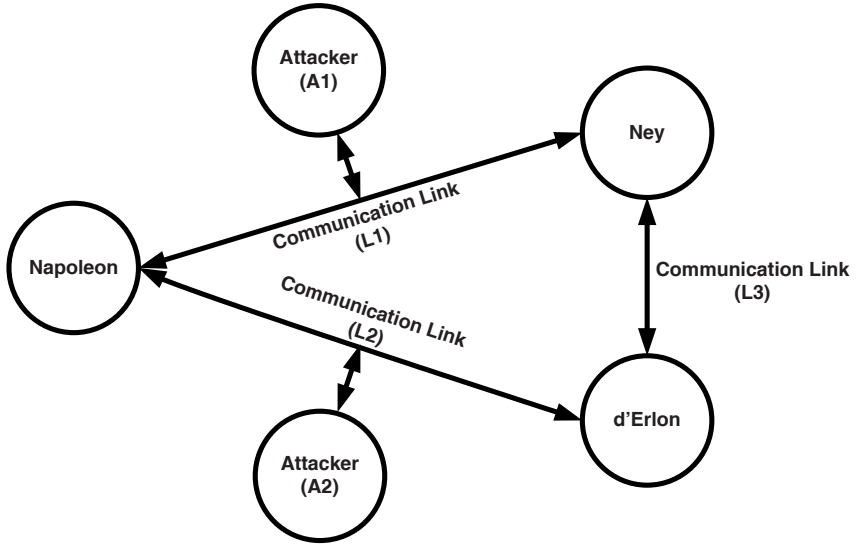 Attacker
(A1)
Ney
Communication Link
(L1)
Napoleon
Communication Link
(L3)
Communication Link
(L2)
d'Erlon
Attacker
(A2)